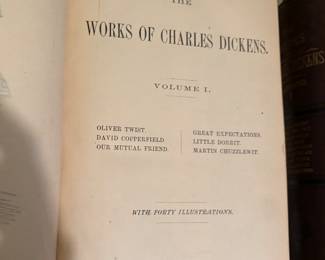 THE
WORKS OF CHARLES DICKENS.
VOLUME I.
OLIVER TWIST.
DAVID COPPERFIELD.
OUR MUTUAL FRIEND.
GREAT EXPECTATIONS.
LITTLE DORRIT.
MARTIN CHUZZLEWIT.
WITH FORTY ILLUSTRATIONS.